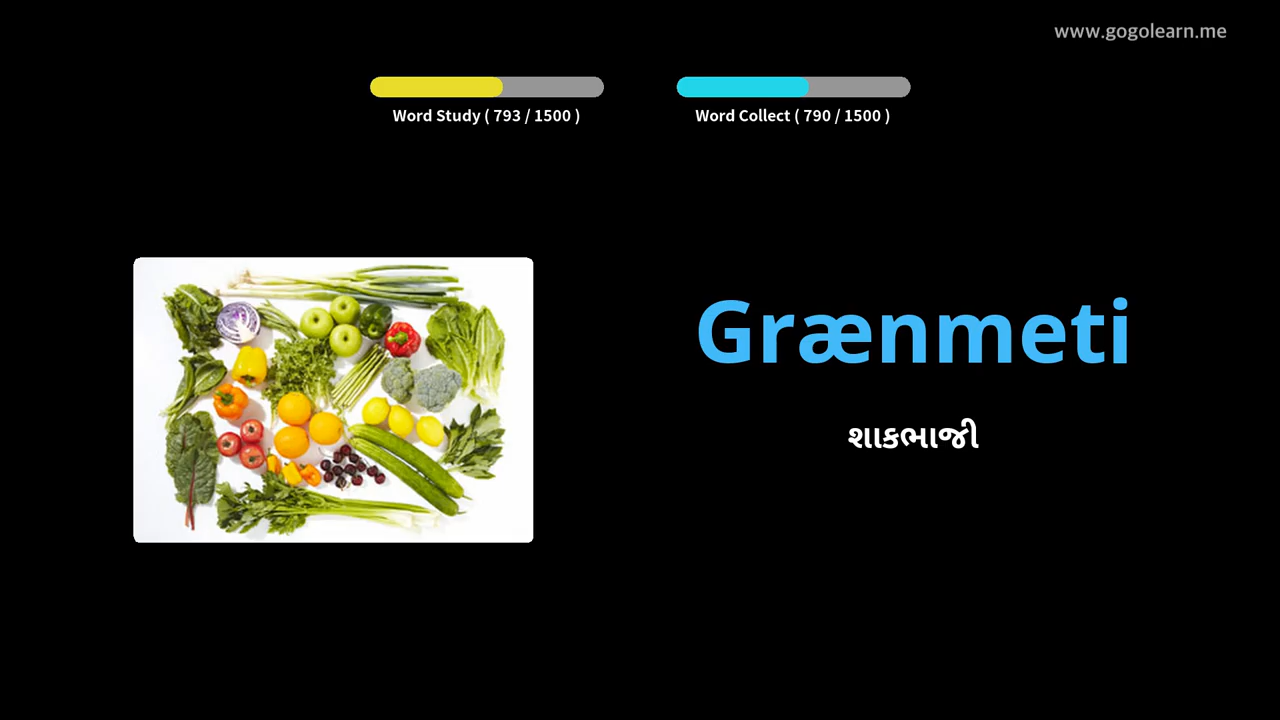 www.gogolearn.me
Word Study ( 793 / 1500 )
Word Collect ( 790 / 1500 )
Grænmeti
શાકભાજી